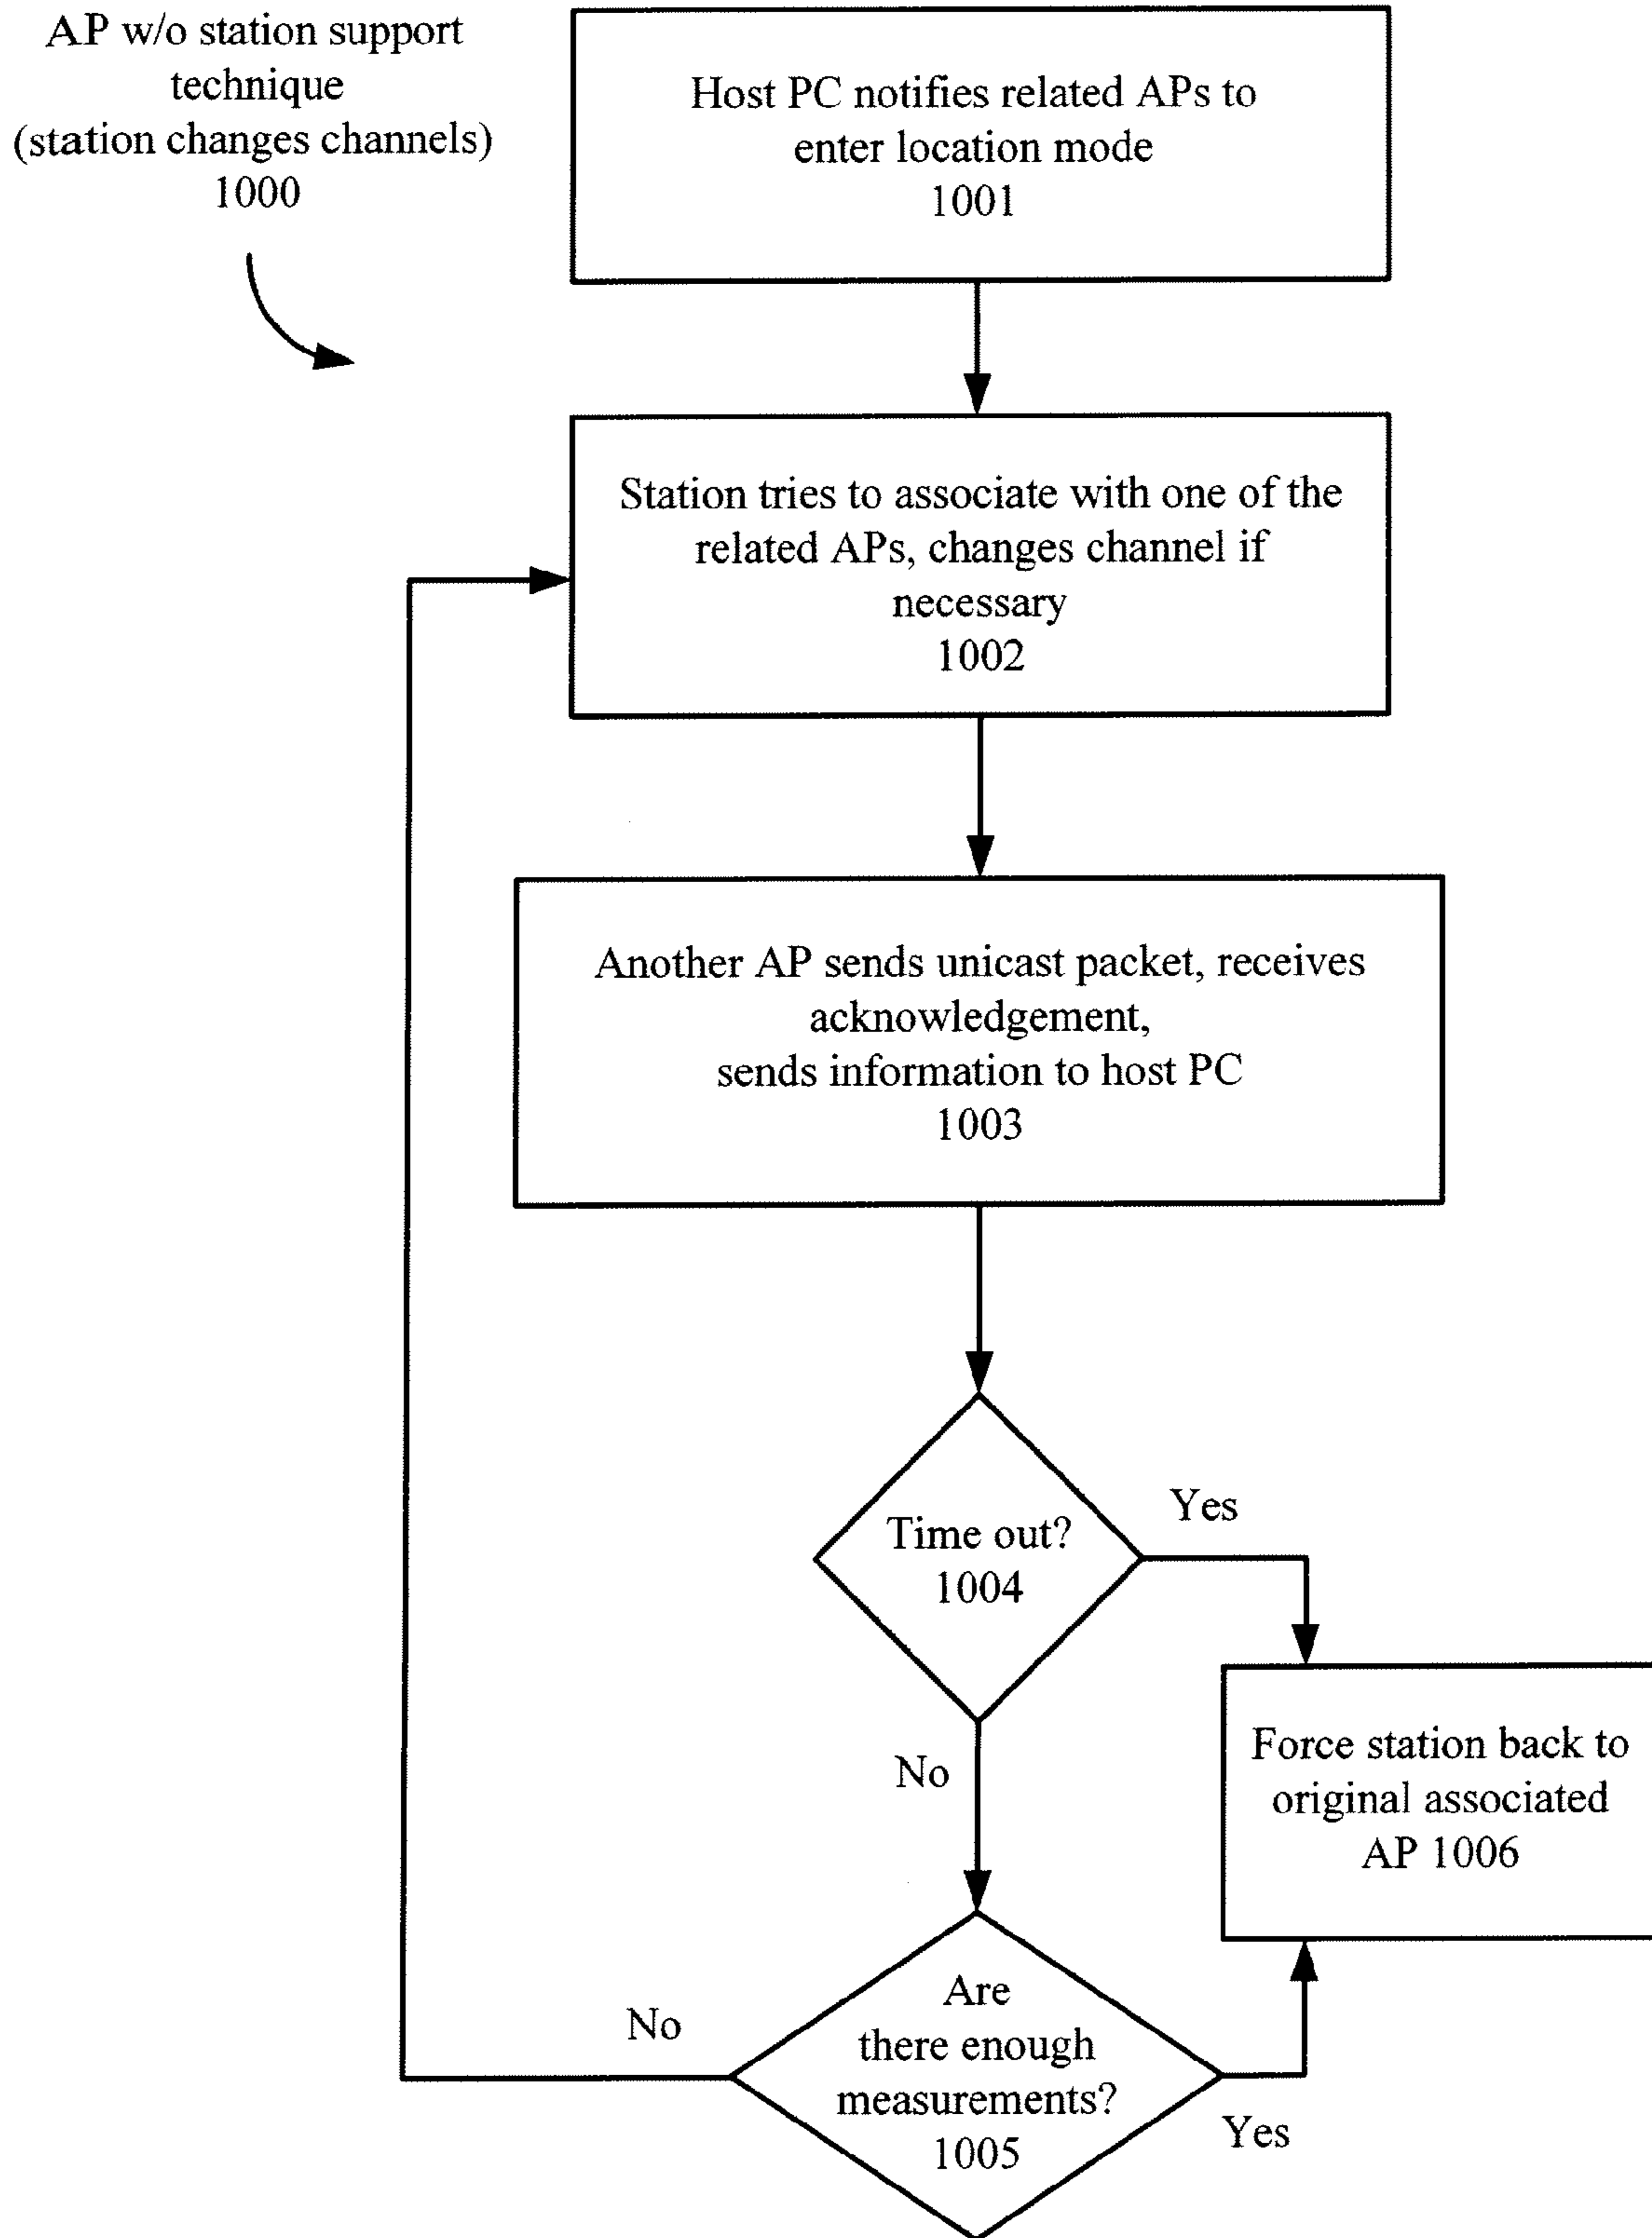 AP w/o station support
technique
(station changes channels)
1000
Host PC notifies related APs to
enter location mode
1001
Station tries to associate with one of the
related APs, changes channel if
necessary
1002
Another AP sends unicast packet, receives
acknowledgement,
sends information to host PC
1003
Time out?
1004
Yes
No
Force station back to
original associated
AP 1006
Are
there enough
measurements?
1005
No
Yes